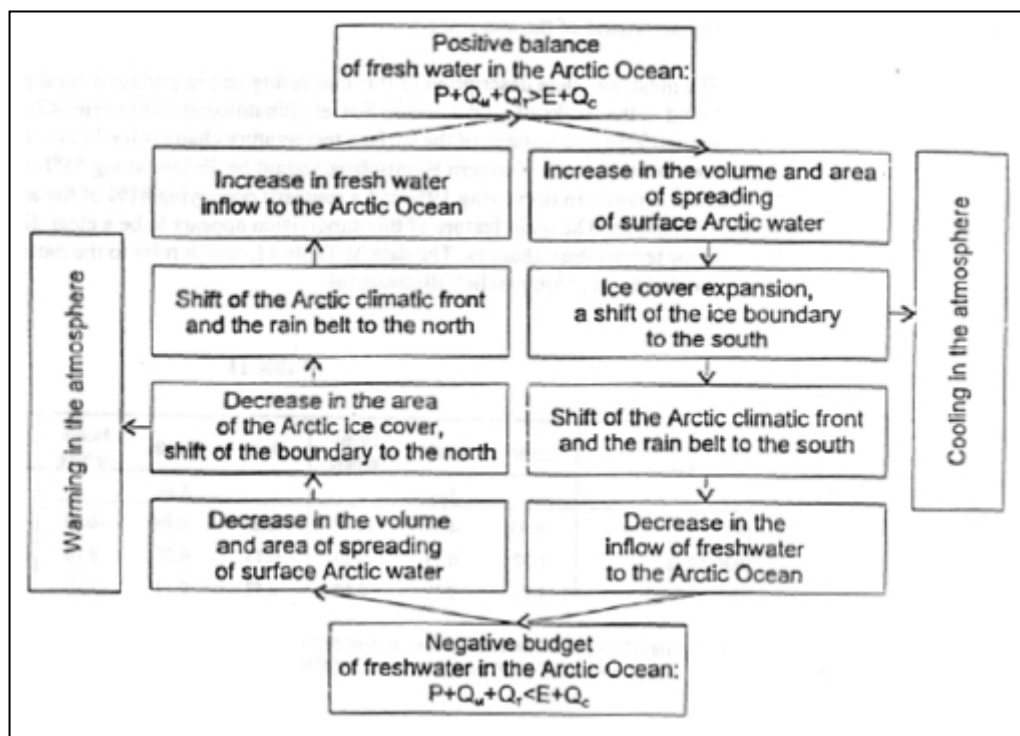 Positive balance
of fresh water in the Arctic Ocean:
P+Qм+Qт>E+Qc
Increase in fresh water
inflow to the Arctic Ocean
Increase in the volume and area
of spreading
of surface Arctic water
Shift of the Arctic climatic front
and the rain belt to the north
Ice cover expansion,
a shift of the ice boundary
to the south
Warming in the atmosphere
Cooling in the atmosphere
Decrease in the area
of the Arctic ice cover,
shift of the boundary to the north
Shift of the Arctic climatic front
and the rain belt to the south
Decrease in the volume
and area of spreading
of surface Arctic water
Decrease in the
inflow of freshwater
to the Arctic Ocean
Negative budget
of freshwater in the Arctic Ocean:
P+Qм+Qт<E+Qc